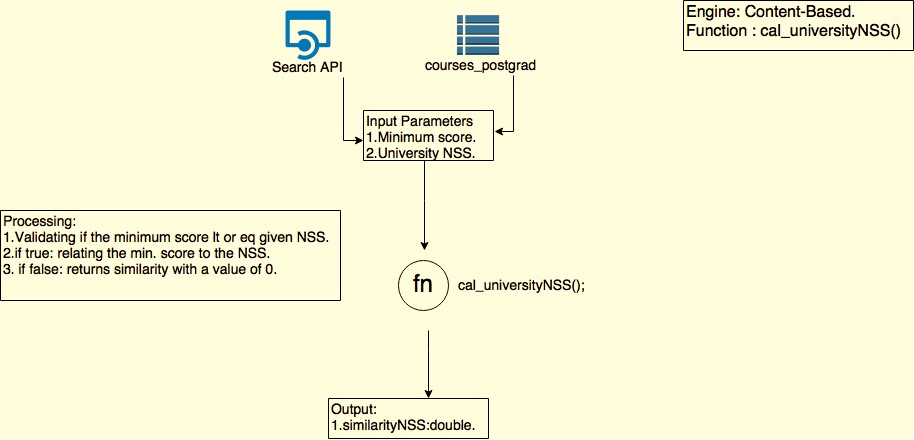 Engine: Content-Based.
Function : cal_universityNSS()
Search API
courses_postgrad
Input Parameters
1.Minimum score.
2.University NSS.
Processing:
1.Validating if the minimum score lt or eq given NSS.
2.if true: relating the min. score to the NSS.
3. if false: returns similarity with a value of 0.
fn
cal_universityNSS();
Output:
1.similarityNSS:double.